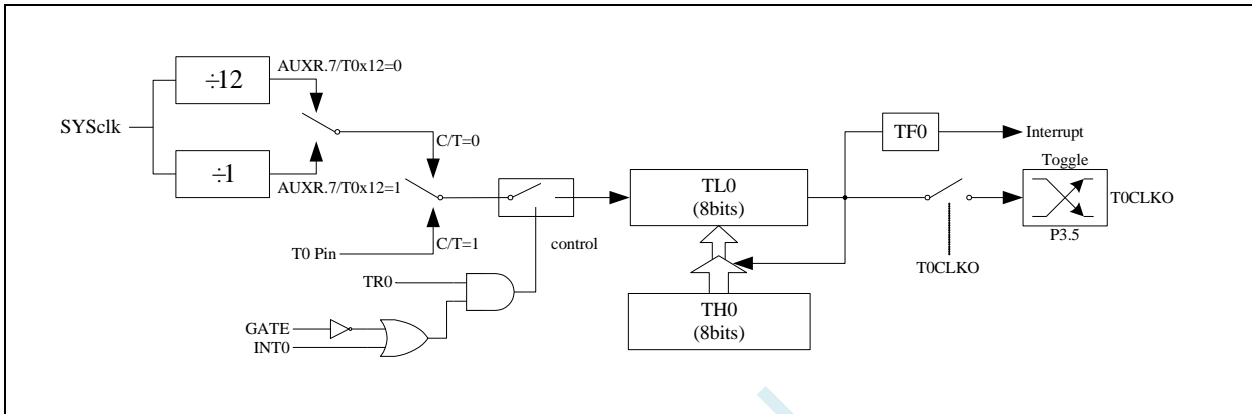 ÷12
AUXR.7/T0x12=0
SYSclk
÷1
AUXR.7/T0x12=1
C/T=0
T0 Pin
C/T=1
control
TR0
GATE
INT0
TL0
(8bits)
TH0
(8bits)
TF0
Interrupt
Toggle
T0CLKO
P3.5
T0CLKO